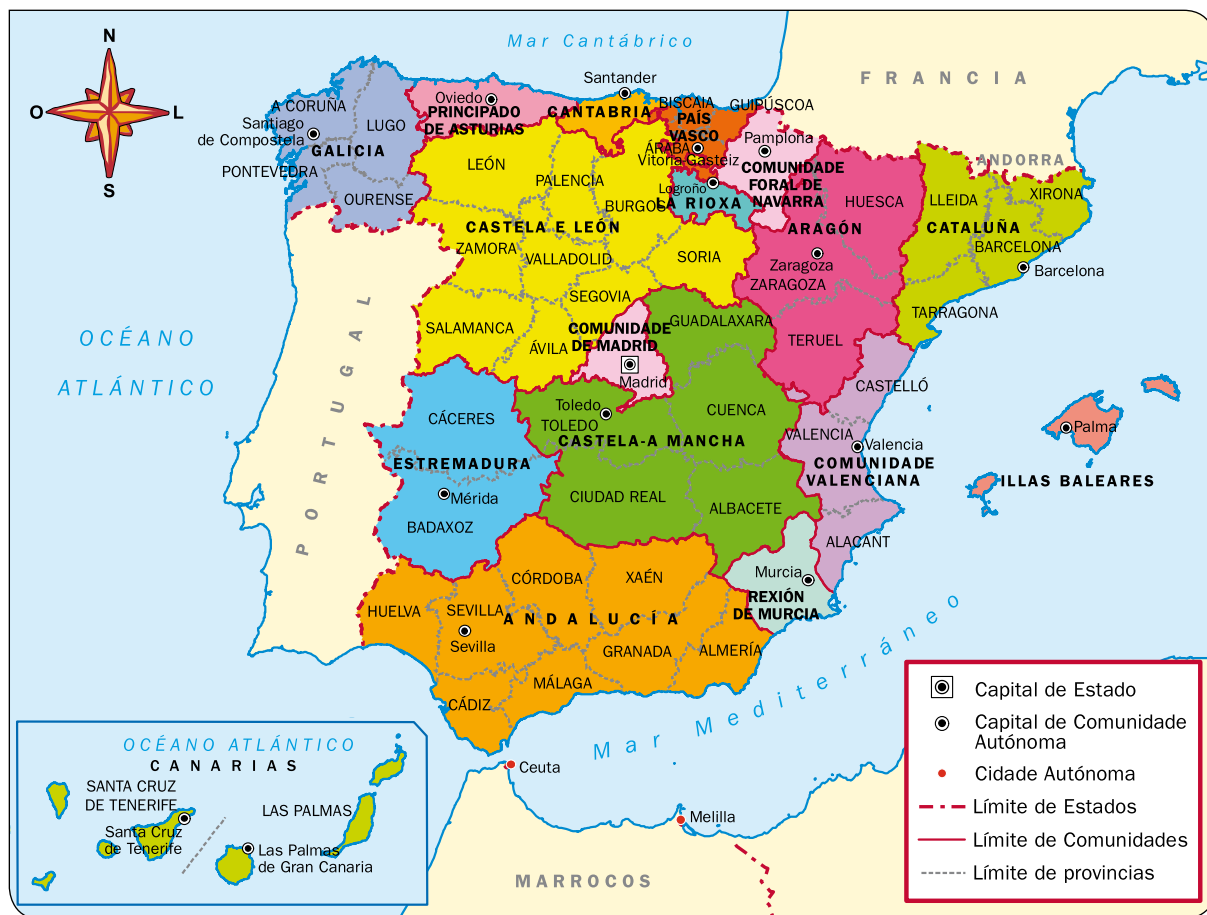 N
O
L
S
Mar Cantábrico
FRANCIA
ANDORRA
OCÉANO
ATLÁNTICO
PORTUGAL
A CORUÑA
LUGO
Santiago
de Compostela
GALICIA
PONTEVEDRA
OURENSE
Oviedo
PRINCIPADO
DE ASTURIAS
Santander
CANTABRIA
BISCAIA
GUIPÚSCOA
PAÍS
VASCO
ÁRABA
Vitoria-Gasteiz
Pamplona
COMUNIDADE
FORAL DE
NAVARRA
Logroño
LA RIOXA
LEÓN
PALENCIA
BURGOS
CASTELA E LEÓN
ZAMORA
VALLADOLID
SORIA
SEGOVIA
SALAMANCA
ÁVILA
HUESCA
ARAGÓN
Zaragoza
ZARAGOZA
TERUEL
LLEIDA
XIRONA
CATALUÑA
BARCELONA
Barcelona
TARRAGONA
COMUNIDADE
DE MADRID
Madrid
GUADALAXARA
Toledo
TOLEDO
CUENCA
CASTELA-A MANCHA
CIUDAD REAL
ALBACETE
CÁCERES
ESTREMADURA
Mérida
BADAXOZ
CASTELLÓ
VALENCIA
Valencia
COMUNIDADE
VALENCIANA
ALACANT
Palma
ILLAS BALEARES
Murcia
REXIÓN
DE MURCIA
CÓRDOBA
XAÉN
HUELVA
SEVILLA
ANDALUCÍA
Sevilla
GRANADA
ALMERÍA
MÁLAGA
CÁDIZ
Mar Mediterráneo
Ceuta
Melilla
MARROCOS
OCÉANO ATLÁNTICO
CANARIAS
SANTA CRUZ
DE TENERIFE
Santa Cruz
de Tenerife
LAS PALMAS
Las Palmas
de Gran Canaria
Capital de Estado
Capital de Comunidade
Autónoma
Cidade Autónoma
Límite de Estados
Límite de Comunidades
Límite de provincias